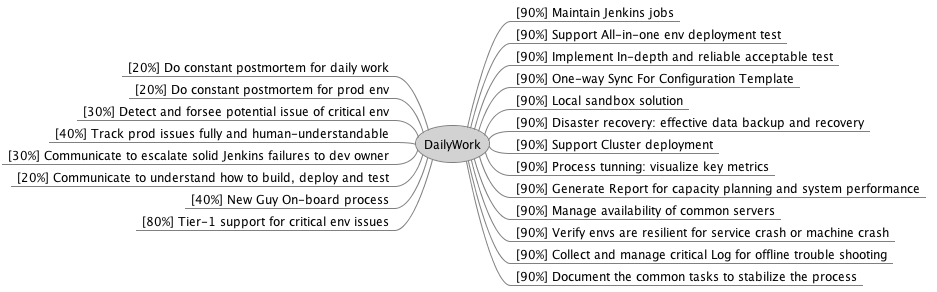 [20%] Do constant postmortem for daily work
[20%] Do constant postmortem for prod env
[30%] Detect and forsee potential issue of critical env
[40%] Track prod issues fully and human-understandable
[30%] Communicate to escalate solid Jenkins failures to dev owner
[20%] Communicate to understand how to build, deploy and test
[40%] New Guy On-board process
[80%] Tier-1 support for critical env issues
DailyWork
[90%] Maintain Jenkins jobs
[90%] Support All-in-one env deployment test
[90%] Implement In-depth and reliable acceptable test
[90%] One-way Sync For Configuration Template
[90%] Local sandbox solution
[90%] Disaster recovery: effective data backup and recovery
[90%] Support Cluster deployment
[90%] Process tunning: visualize key metrics
[90%] Generate Report for capacity planning and system performance
[90%] Manage availability of common servers
[90%] Verify envs are resilient for service crash or machine crash
[90%] Collect and manage critical Log for offline trouble shooting
[90%] Document the common tasks to stabilize the process